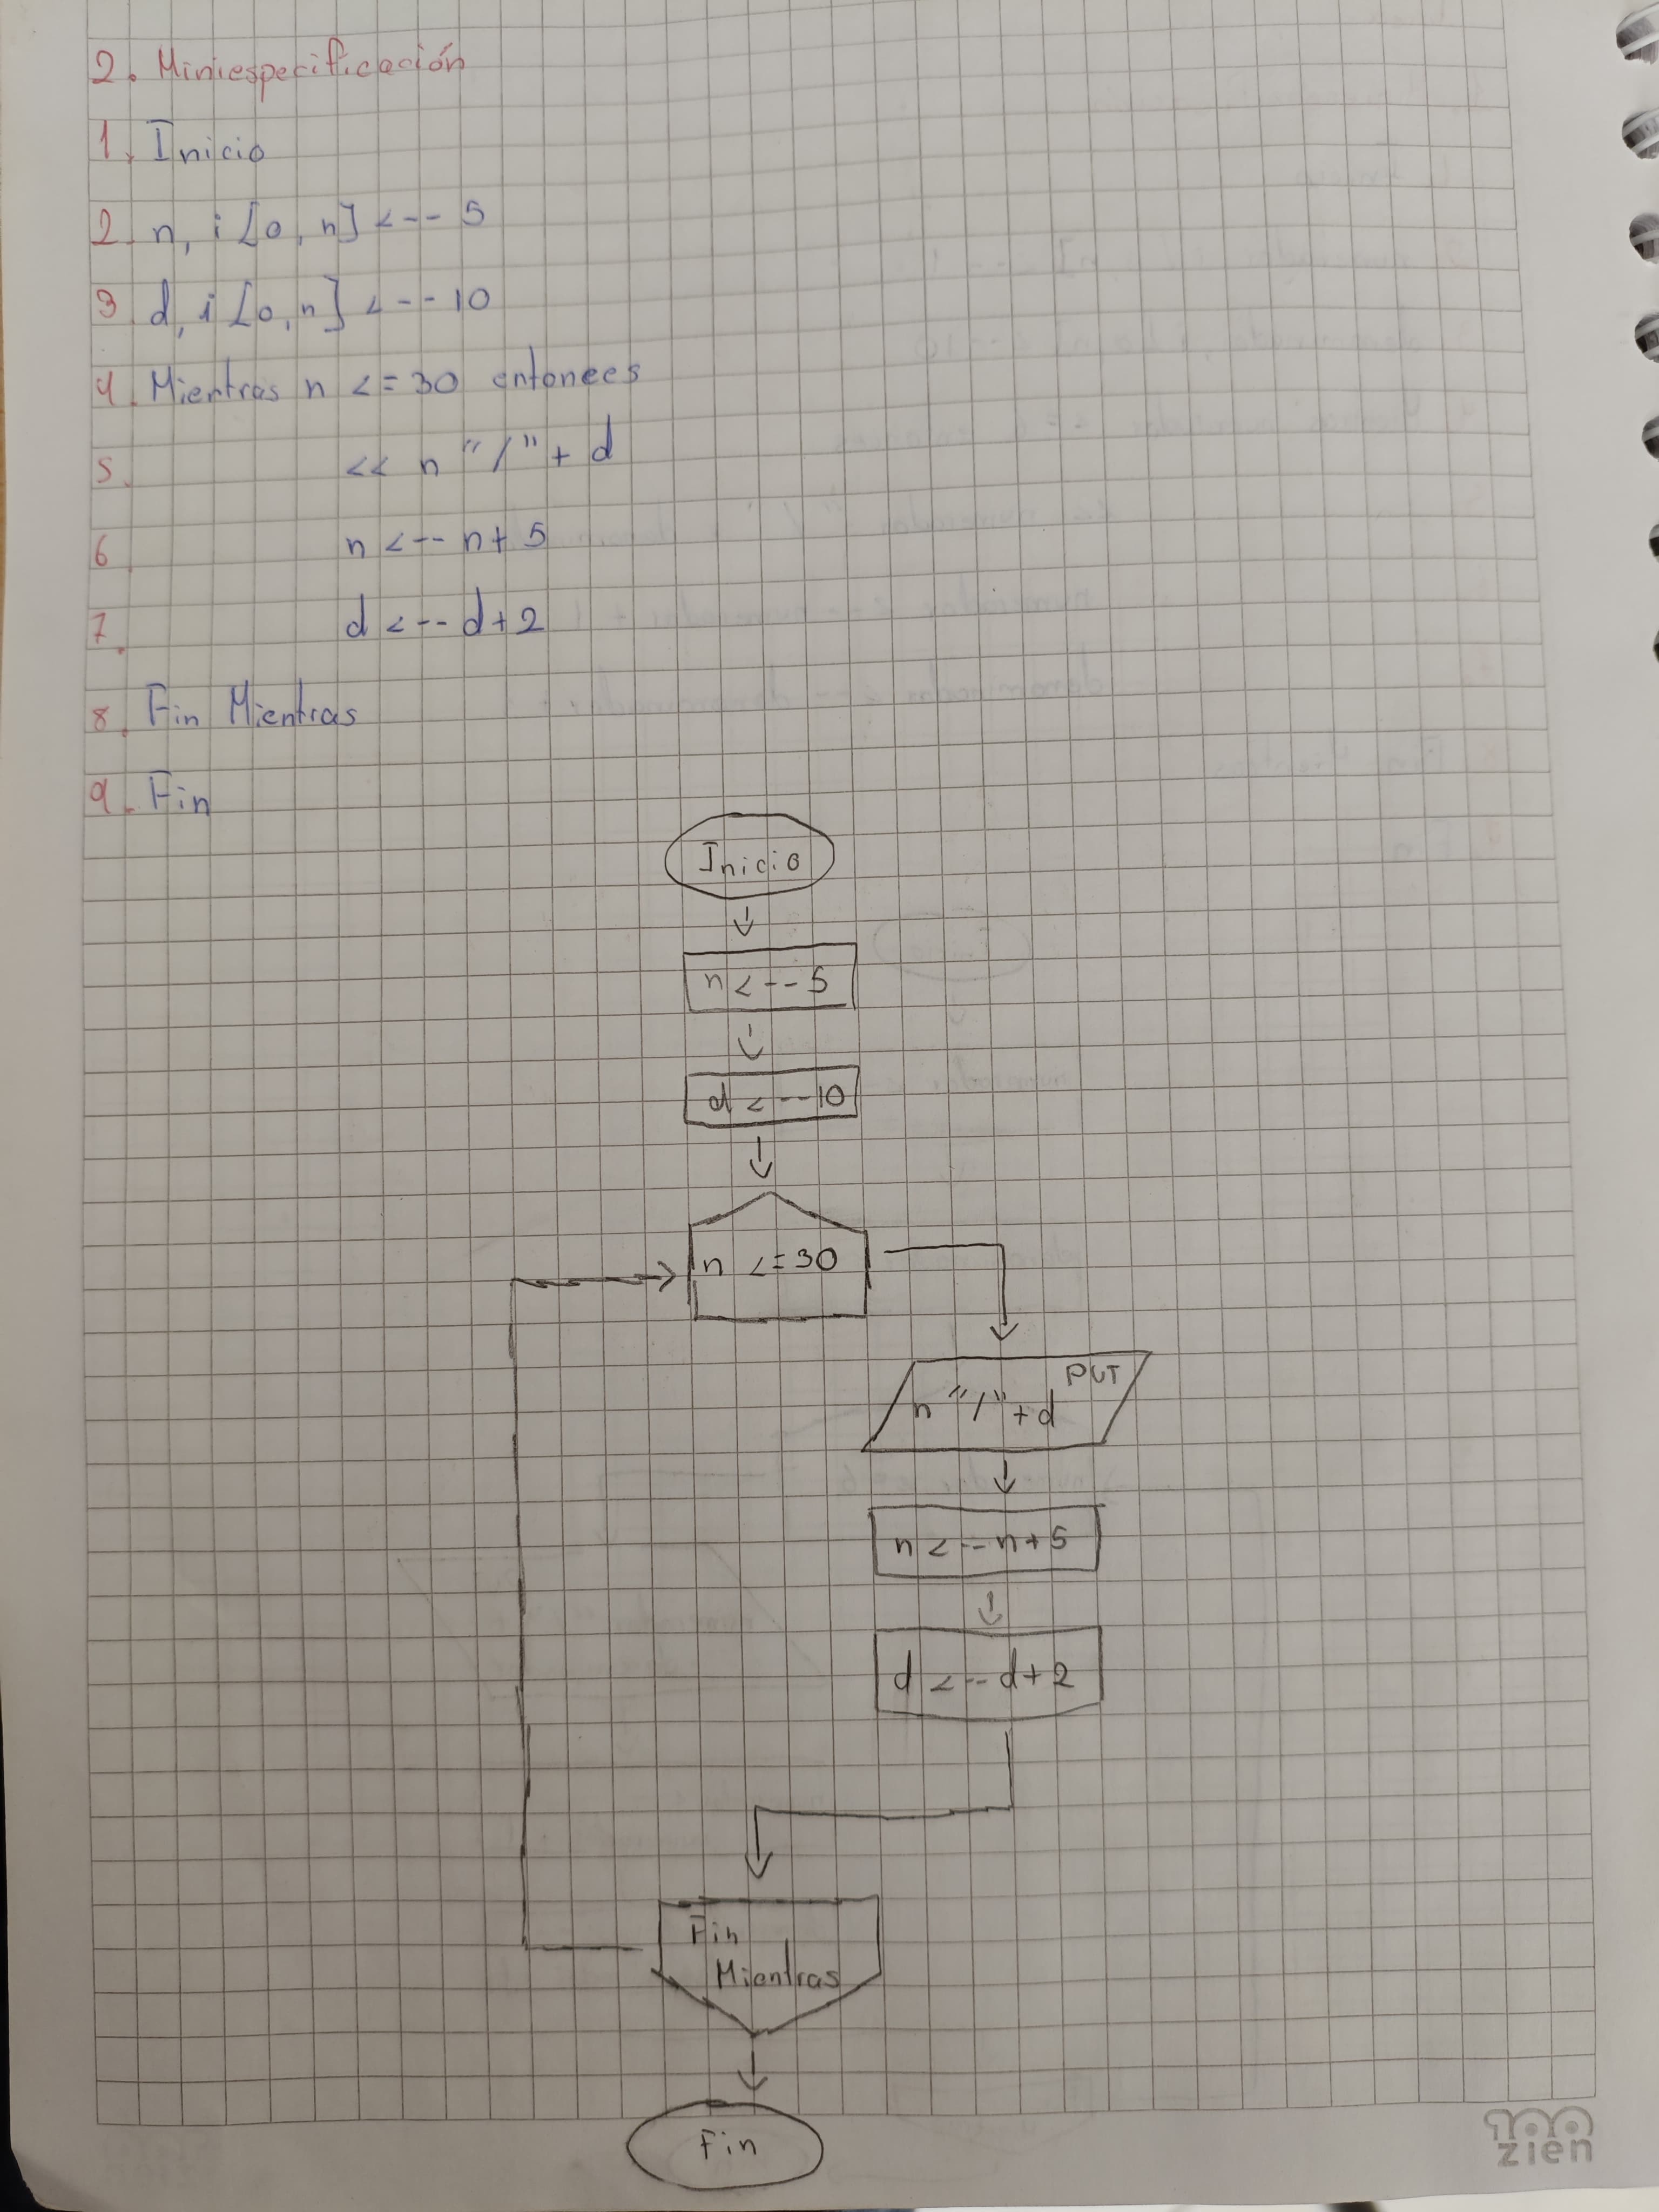 2. Miniespecificación
1. Inicio
2. n, i [0, n] <-- 5
3. d, i [0, n] <-- 10
4. Mientras n <= 30 entonces
5. << n "/" + d
6 n <-- n + 5
7. d <-- d + 2
8. Fin Mientras
9. Fin
Inicio
n <-- 5
d <-- 10
n <= 30
PUT
n "/" + d
n <-- n + 5
d <-- d + 2
Fin
Mientras
Fin
100
zien